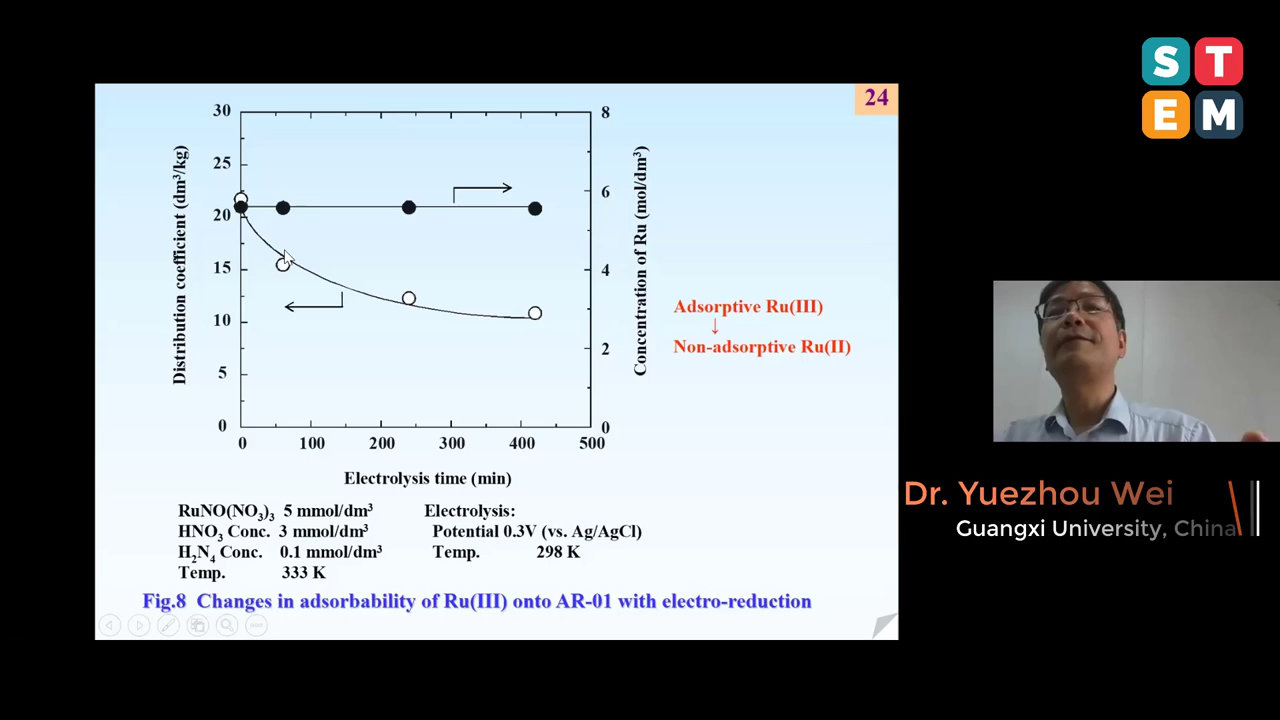 S T
E M
24
30
25
20
15
10
5
0
Distribution coefficient (dm³/kg)
8
6
4
2
0
Concentration of Ru (mol/dm³)
0 100 200 300 400 500
Electrolysis time (min)
Adsorptive Ru(III)
↓
Non-adsorptive Ru(II)
RuNO(NO₃)₃ 5 mmol/dm³
HNO₃ Conc. 3 mmol/dm³
H₂N₄ Conc. 0.1 mmol/dm³
Temp. 333 K
Electrolysis:
Potential 0.3V (vs. Ag/AgCl)
Temp. 298 K
Fig.8 Changes in adsorbability of Ru(III) onto AR-01 with electro-reduction
Dr. Yuezhou Wei
Guangxi University, China